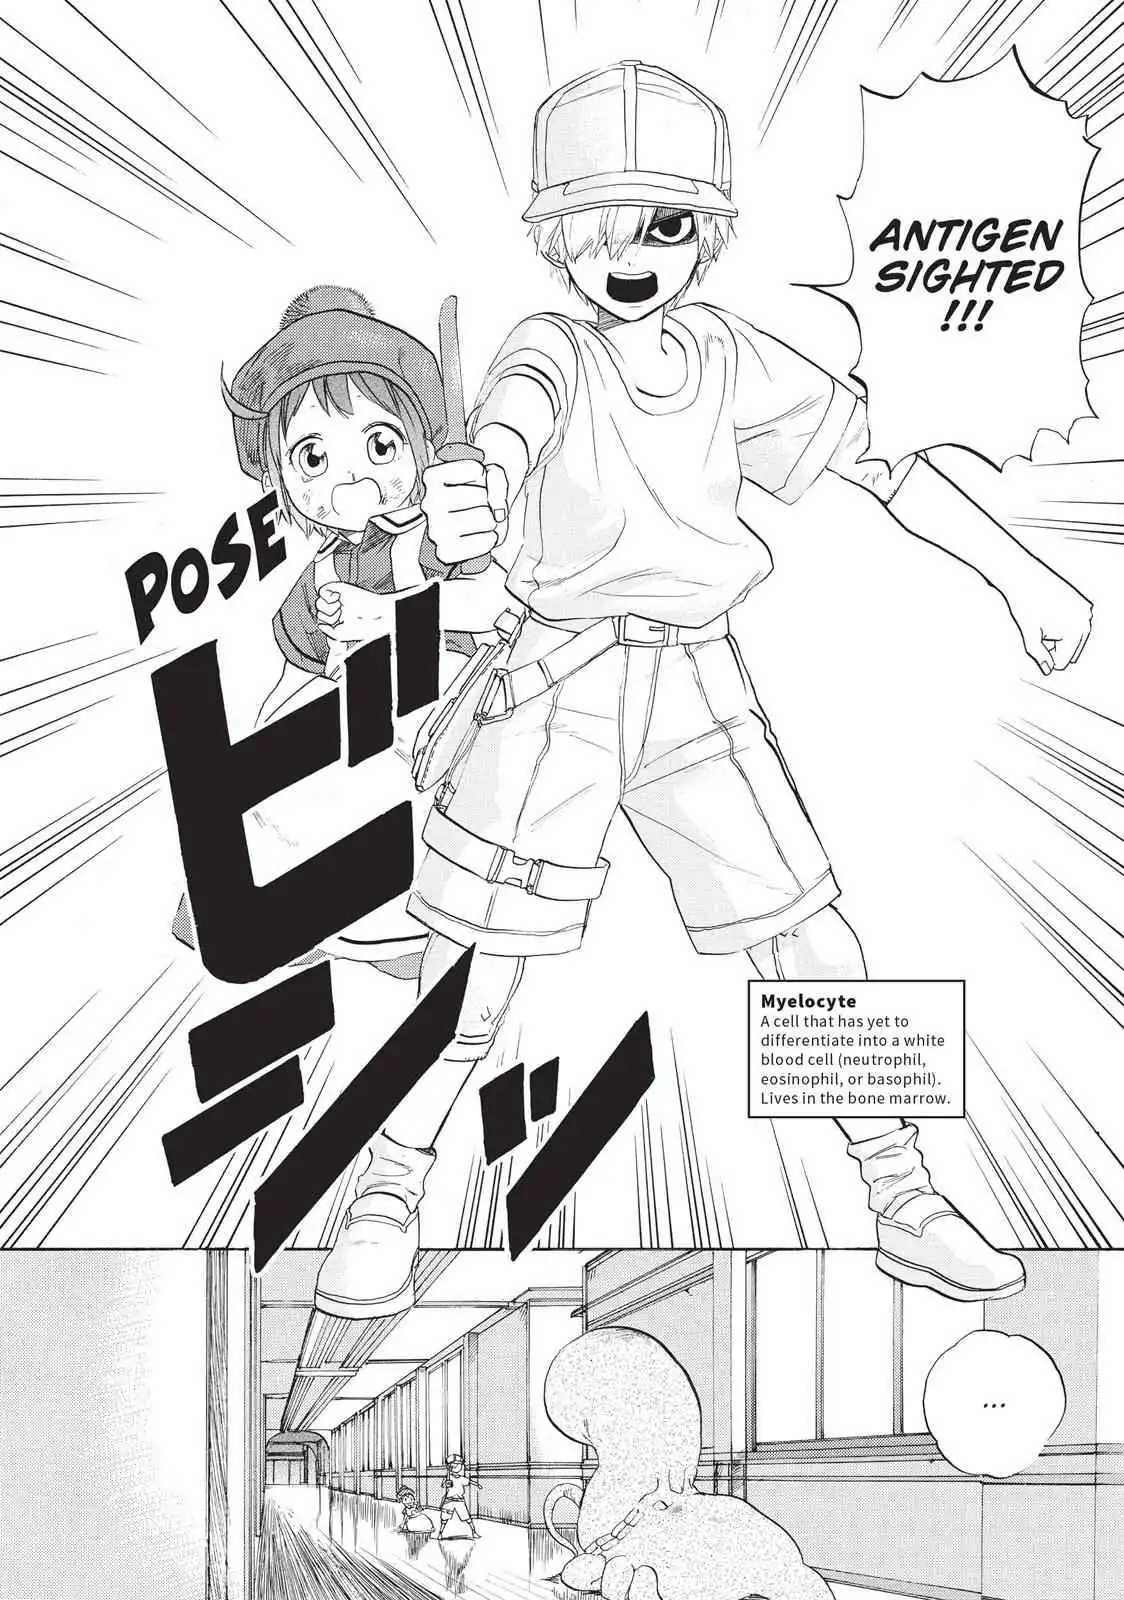 ANTIGEN
SIGHTED
!!!
POSE
ビシッ
Myelocyte
A cell that has yet to
differentiate into a white
blood cell (neutrophil,
eosinophil, or basophil).
Lives in the bone marrow.
...